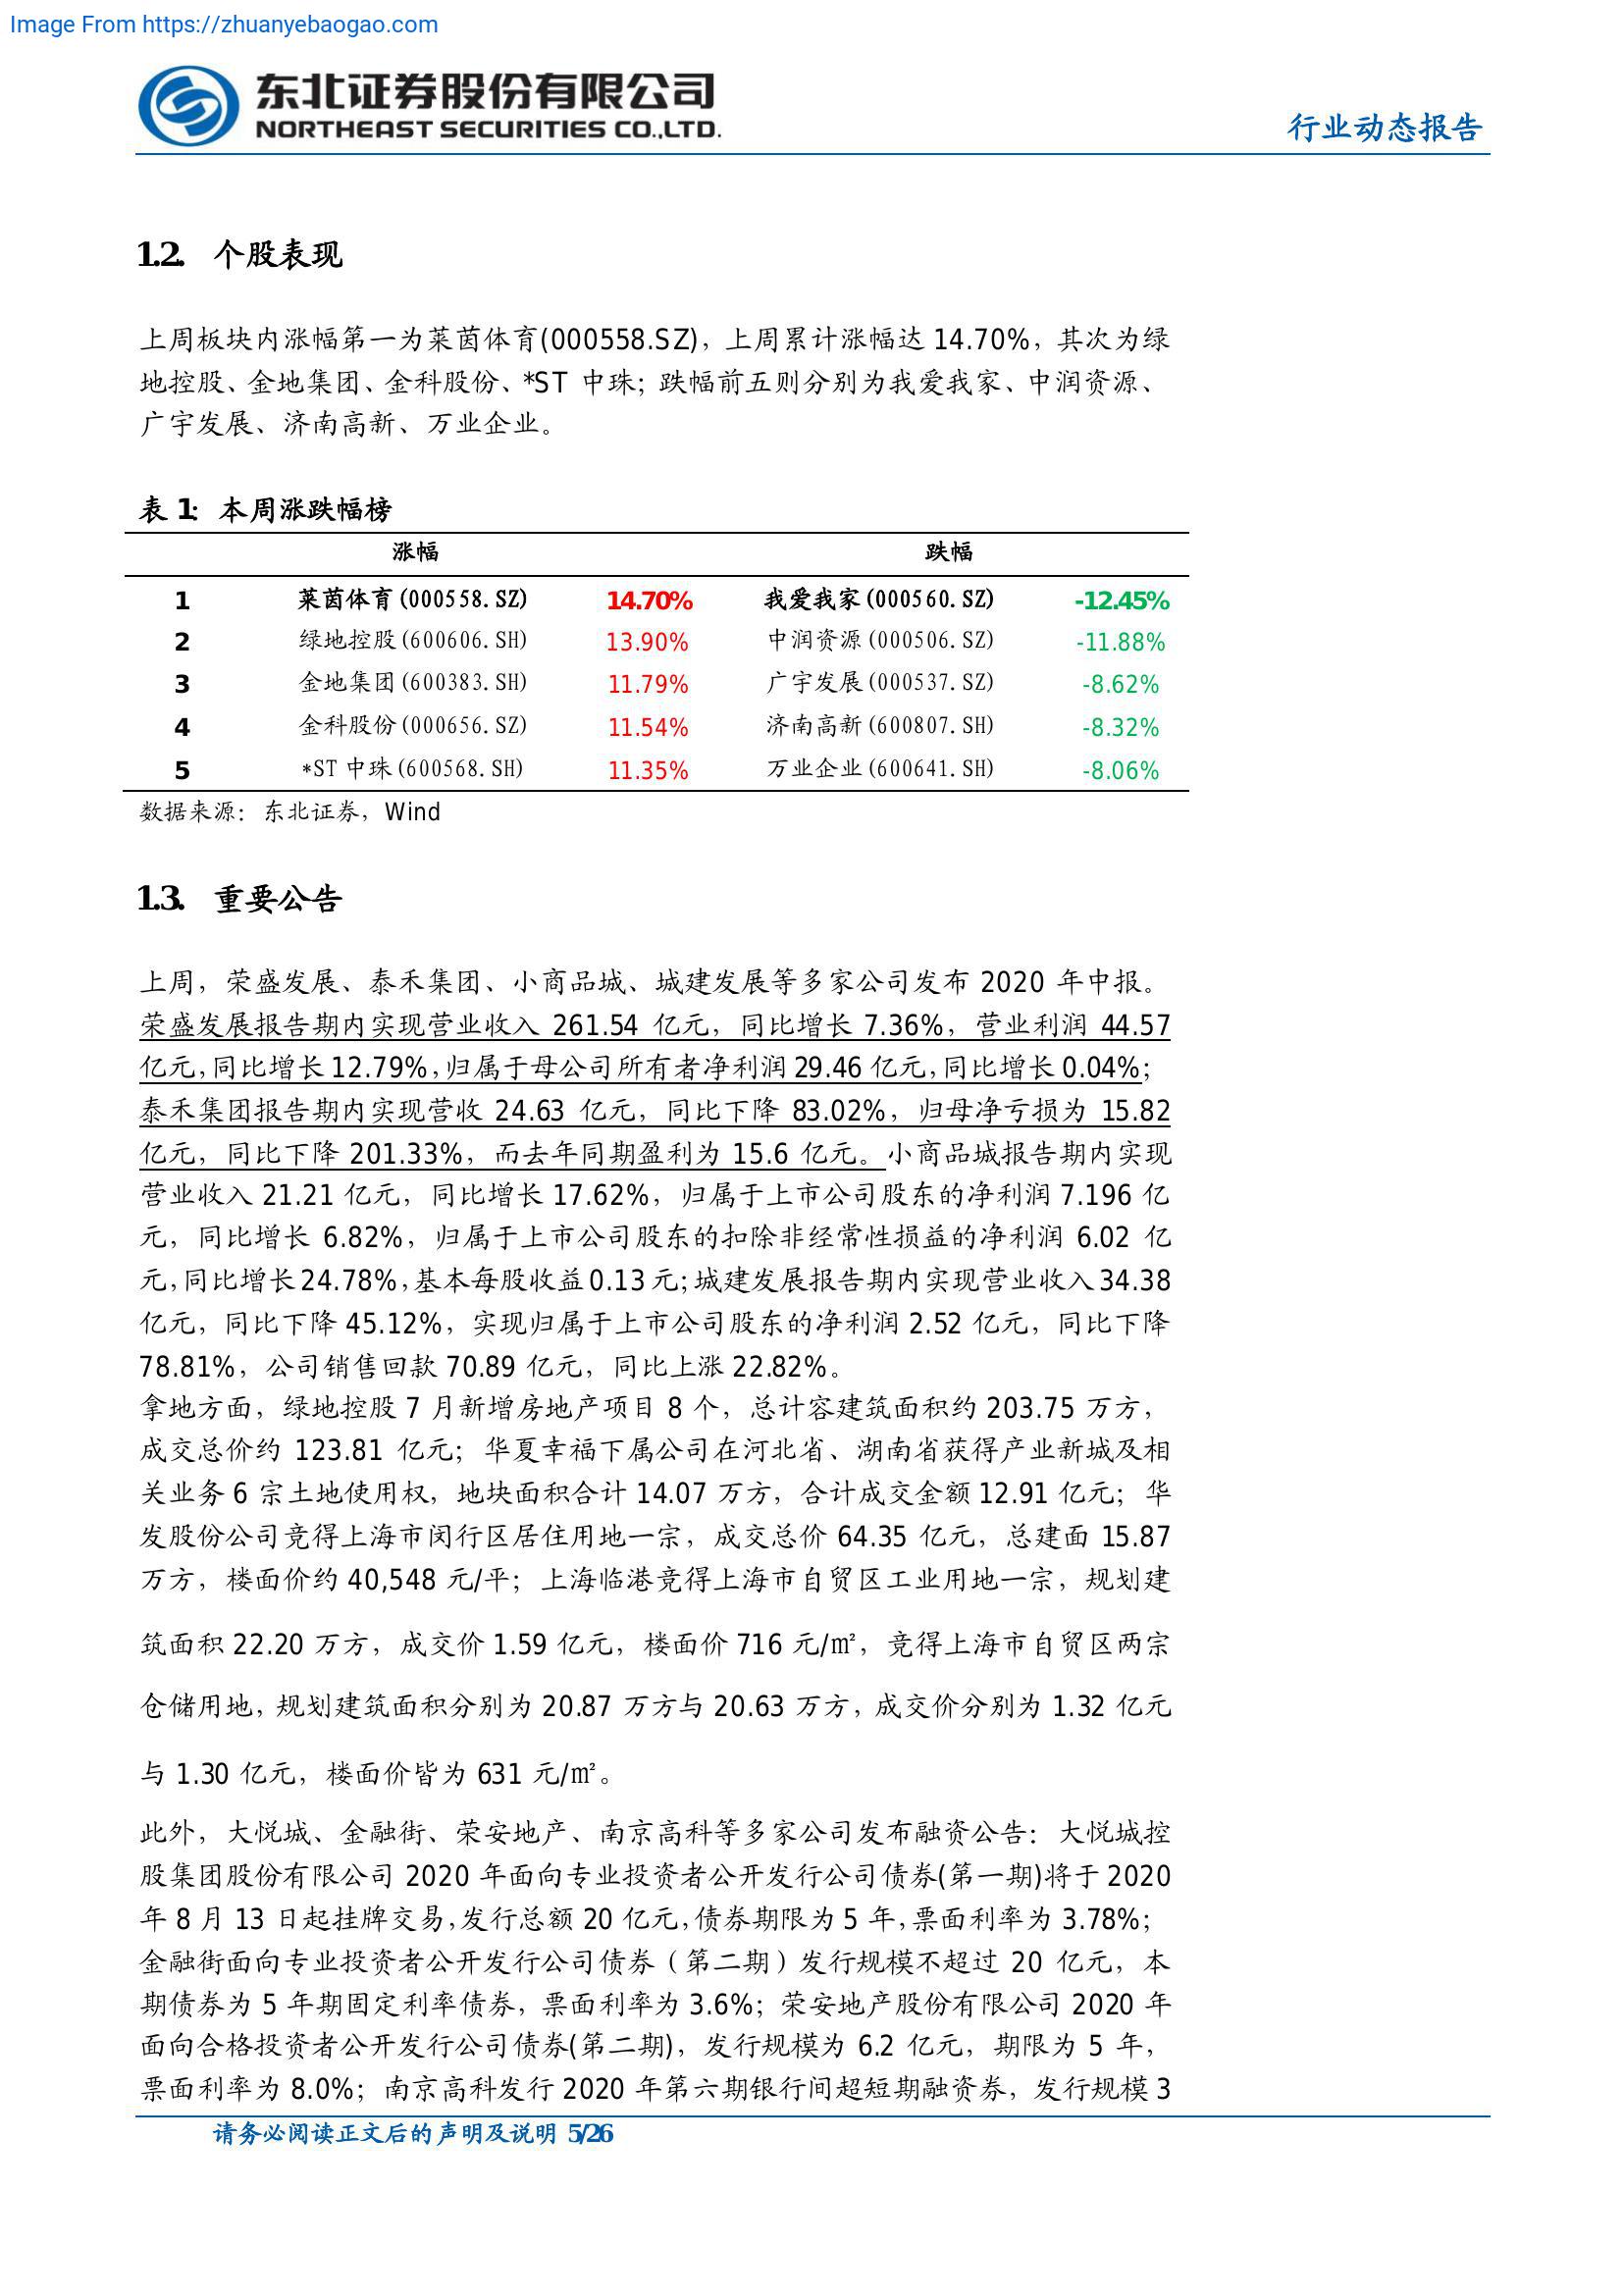 Image From https://zhuanyebaogao.com
东北证券股份有限公司
NORTHEAST SECURITIES CO.,LTD.
行业动态报告
1.2. 个股表现
上周板块内涨幅第一为莱茵体育(000558.SZ)，上周累计涨幅达 14.70%，其次为绿
地控股、金地集团、金科股份、*ST 中珠；跌幅前五则分别为我爱我家、中润资源、
广宇发展、济南高新、万业企业。
表 1：本周涨跌幅榜
涨幅 跌幅
1 莱茵体育(000558.SZ) 14.70% 我爱我家(000560.SZ) -12.45%
2 绿地控股(600606.SH) 13.90% 中润资源(000506.SZ) -11.88%
3 金地集团(600383.SH) 11.79% 广宇发展(000537.SZ) -8.62%
4 金科股份(000656.SZ) 11.54% 济南高新(600807.SH) -8.32%
5 *ST 中珠(600568.SH) 11.35% 万业企业(600641.SH) -8.06%
数据来源：东北证券，Wind
1.3. 重要公告
上周，荣盛发展、泰禾集团、小商品城、城建发展等多家公司发布 2020 年中报。
荣盛发展报告期内实现营业收入 261.54 亿元，同比增长 7.36%，营业利润 44.57
亿元，同比增长 12.79%，归属于母公司所有者净利润 29.46 亿元，同比增长 0.04%；
泰禾集团报告期内实现营收 24.63 亿元，同比下降 83.02%，归母净亏损为 15.82
亿元，同比下降 201.33%，而去年同期盈利为 15.6 亿元。小商品城报告期内实现
营业收入 21.21 亿元，同比增长 17.62%，归属于上市公司股东的净利润 7.196 亿
元，同比增长 6.82%，归属于上市公司股东的扣除非经常性损益的净利润 6.02 亿
元，同比增长 24.78%，基本每股收益 0.13 元；城建发展报告期内实现营业收入 34.38
亿元，同比下降 45.12%，实现归属于上市公司股东的净利润 2.52 亿元，同比下降
78.81%，公司销售回款 70.89 亿元，同比上涨 22.82%。
拿地方面，绿地控股 7 月新增房地产项目 8 个，总计容建筑面积约 203.75 万方，
成交总价约 123.81 亿元；华夏幸福下属公司在河北省、湖南省获得产业新城及相
关业务 6 宗土地使用权，地块面积合计 14.07 万方，合计成交金额 12.91 亿元；华
发股份公司竞得上海市闵行区居住用地一宗，成交总价 64.35 亿元，总建面 15.87
万方，楼面价约 40,548 元/平；上海临港竞得上海市自贸区工业用地一宗，规划建
筑面积 22.20 万方，成交价 1.59 亿元，楼面价 716 元/㎡，竞得上海市自贸区两宗
仓储用地，规划建筑面积分别为 20.87 万方与 20.63 万方，成交价分别为 1.32 亿元
与 1.30 亿元，楼面价皆为 631 元/㎡。
此外，大悦城、金融街、荣安地产、南京高科等多家公司发布融资公告：大悦城控
股集团股份有限公司 2020 年面向专业投资者公开发行公司债券(第一期)将于 2020
年 8 月 13 日起挂牌交易，发行总额 20 亿元，债券期限为 5 年，票面利率为 3.78%；
金融街面向专业投资者公开发行公司债券（第二期）发行规模不超过 20 亿元，本
期债券为 5 年期固定利率债券，票面利率为 3.6%；荣安地产股份有限公司 2020 年
面向合格投资者公开发行公司债券(第二期)，发行规模为 6.2 亿元，期限为 5 年，
票面利率为 8.0%；南京高科发行 2020 年第六期银行间超短期融资券，发行规模 3
请务必阅读正文后的声明及说明 5/26